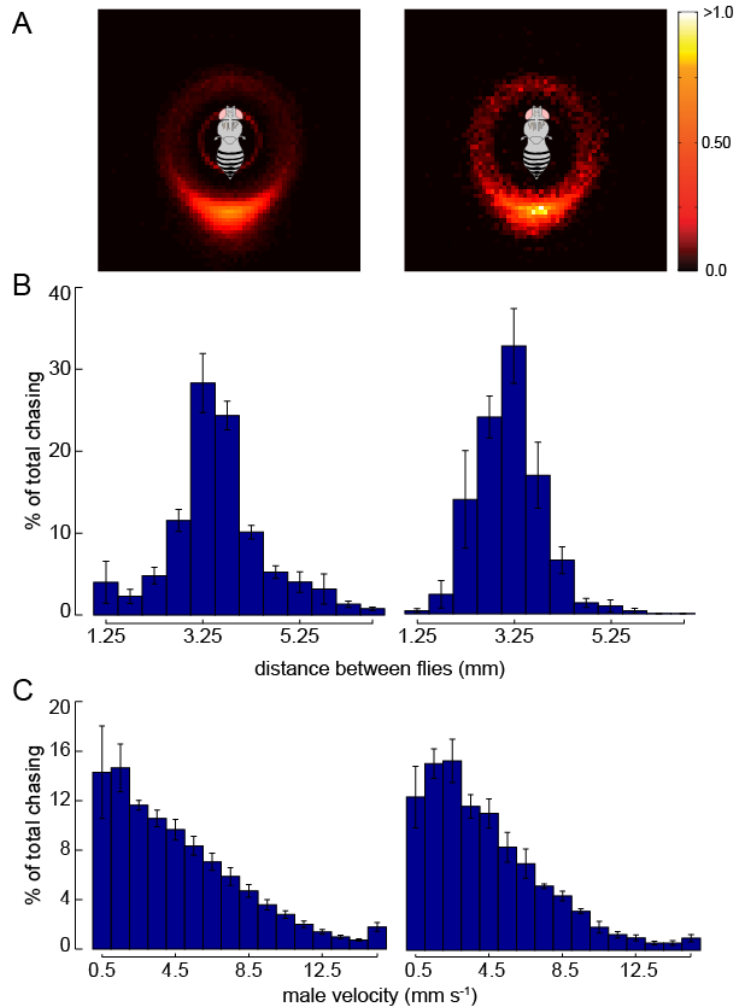 A
>1.0
0.50
0.0
B
40
30
20
10
0
% of total chasing
1.25 3.25 5.25 1.25 3.25 5.25
distance between flies (mm)
C
20
16
12
8
4
0
% of total chasing
0.5 4.5 8.5 12.5 0.5 4.5 8.5 12.5
male velocity (mm s⁻¹)